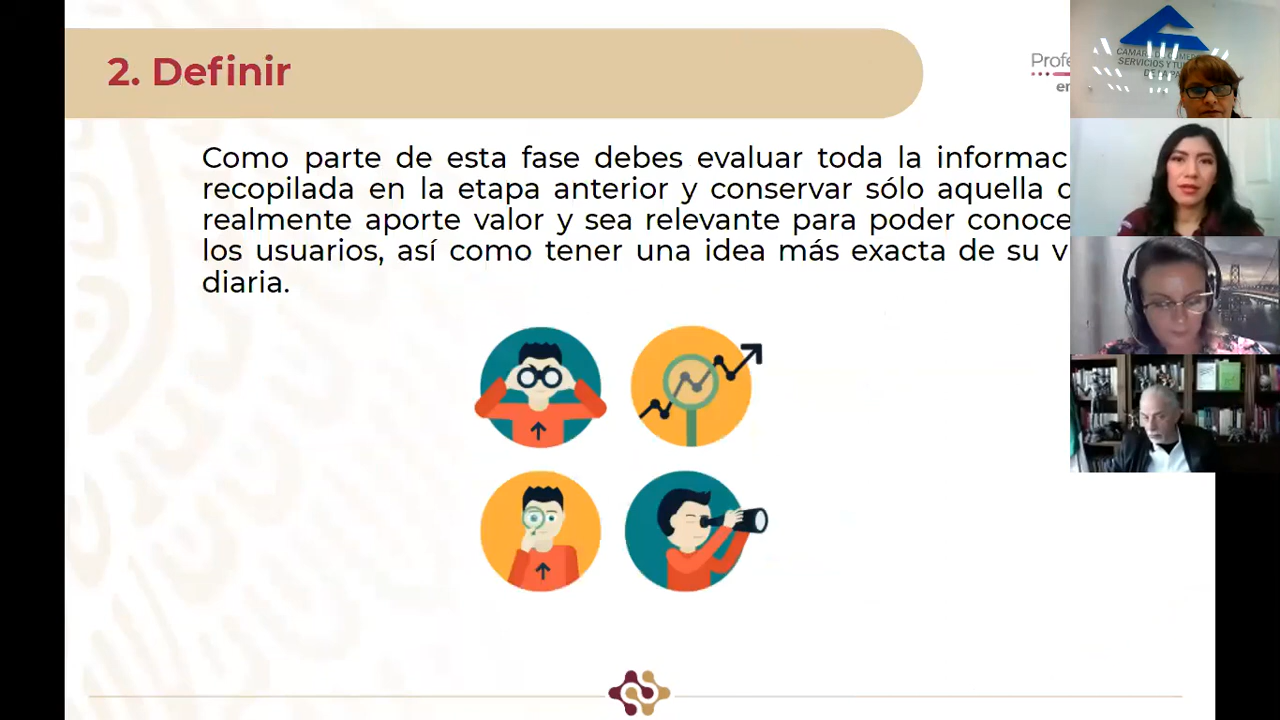 2. Definir
Como parte de esta fase debes evaluar toda la
recopilada en la etapa anterior y conservar sólo aquella
realmente aporte valor y sea relevante para poder
los usuarios, así como tener una idea más exacta de su
diaria.